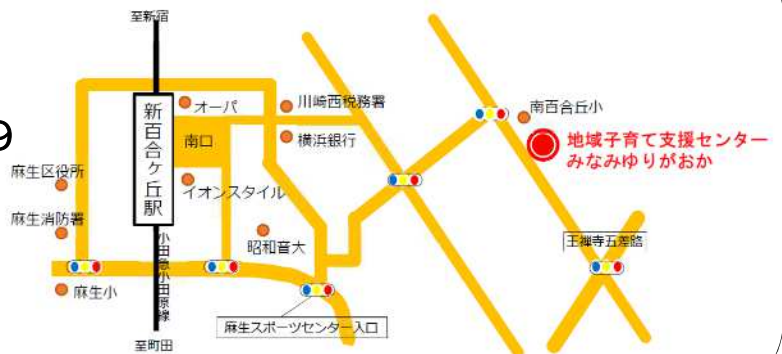 至新宿
9
オーパ
川崎西税務署
南百合丘小
新百合ヶ丘駅
南口
横浜銀行
地域子育て支援センター
みなみゆりがおか
麻生区役所
イオンスタイル
麻生消防署
昭和音大
王禅寺五差路
小田急小田原線
麻生小
麻生スポーツセンター入口
至町田